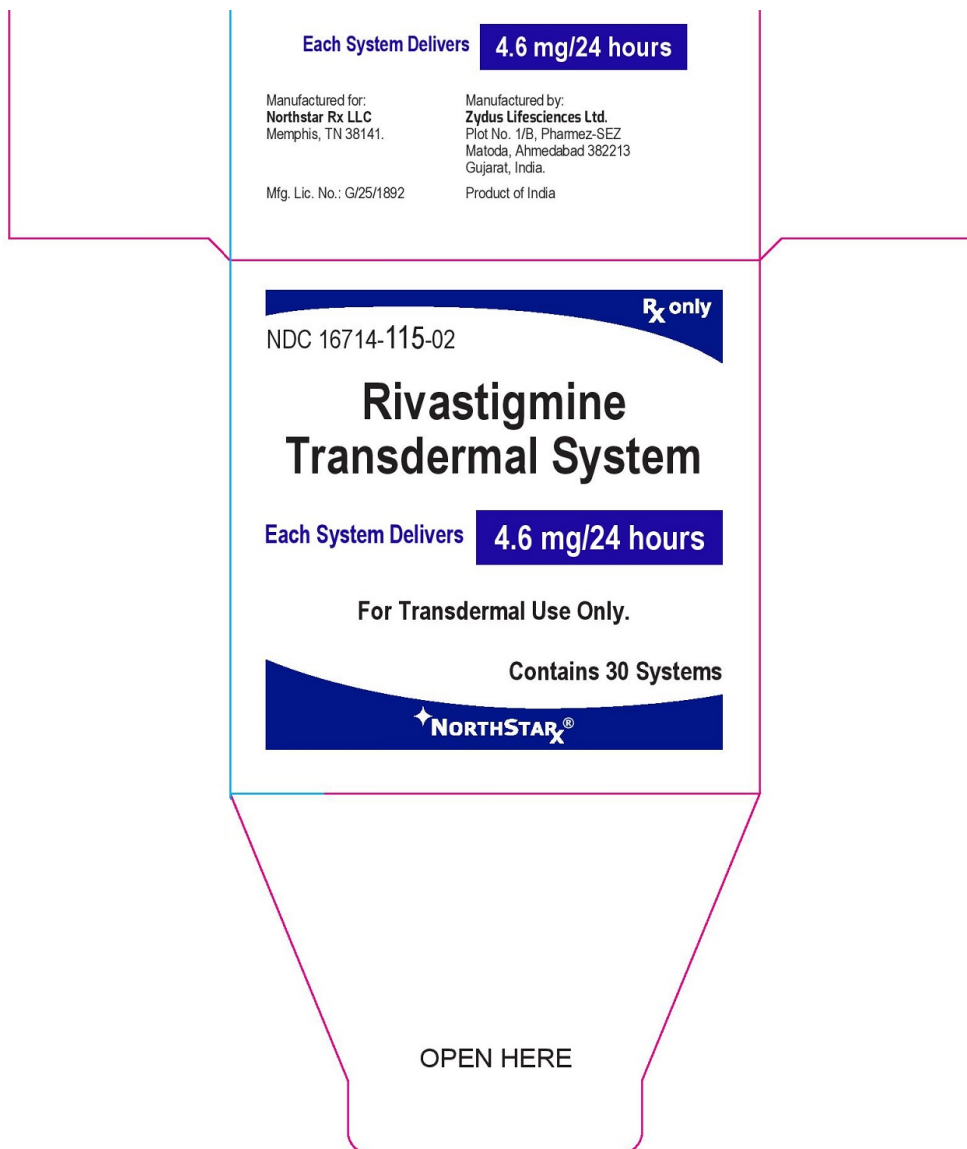 Each System Delivers 4.6 mg/24 hours
Manufactured for:
Northstar Rx LLC
Memphis, TN 38141.
Mfg. Lic. No.: G/25/1892
Manufactured by:
Zydus Lifesciences Ltd.
Plot No. 1/B, Pharmez-SEZ
Matoda, Ahmedabad 382213
Gujarat, India.
Product of India
Rx only
NDC 16714-115-02
Rivastigmine
Transdermal System
Each System Delivers 4.6 mg/24 hours
For Transdermal Use Only.
Contains 30 Systems
NORTHSTARx®
OPEN HERE